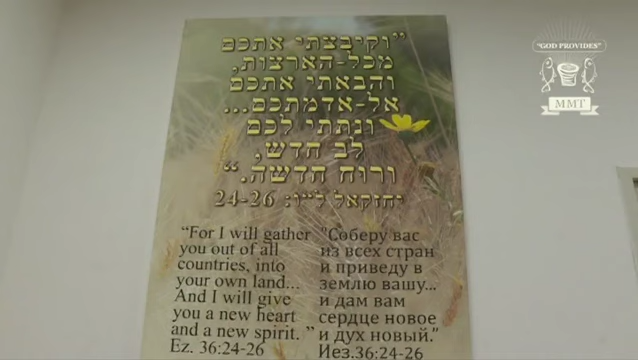 "וקיבצתי אתכם
מכל-הארצות,
והבאתי אתכם
אל-אדמתכם...
ונתתי לכם
לב חדש,
ורוח חדשה."
יחזקאל ל"ו: 24-26
"For I will gather
you out of all
countries, into
your own land...
And I will give
you a new heart
and a new spirit."
Ez. 36:24-26
"Соберу вас
из всех стран
и приведу в
землю вашу...
и дам вам
сердце новое
и дух новый."
Иез.36:24-26
"GOD PROVIDES"
MMT